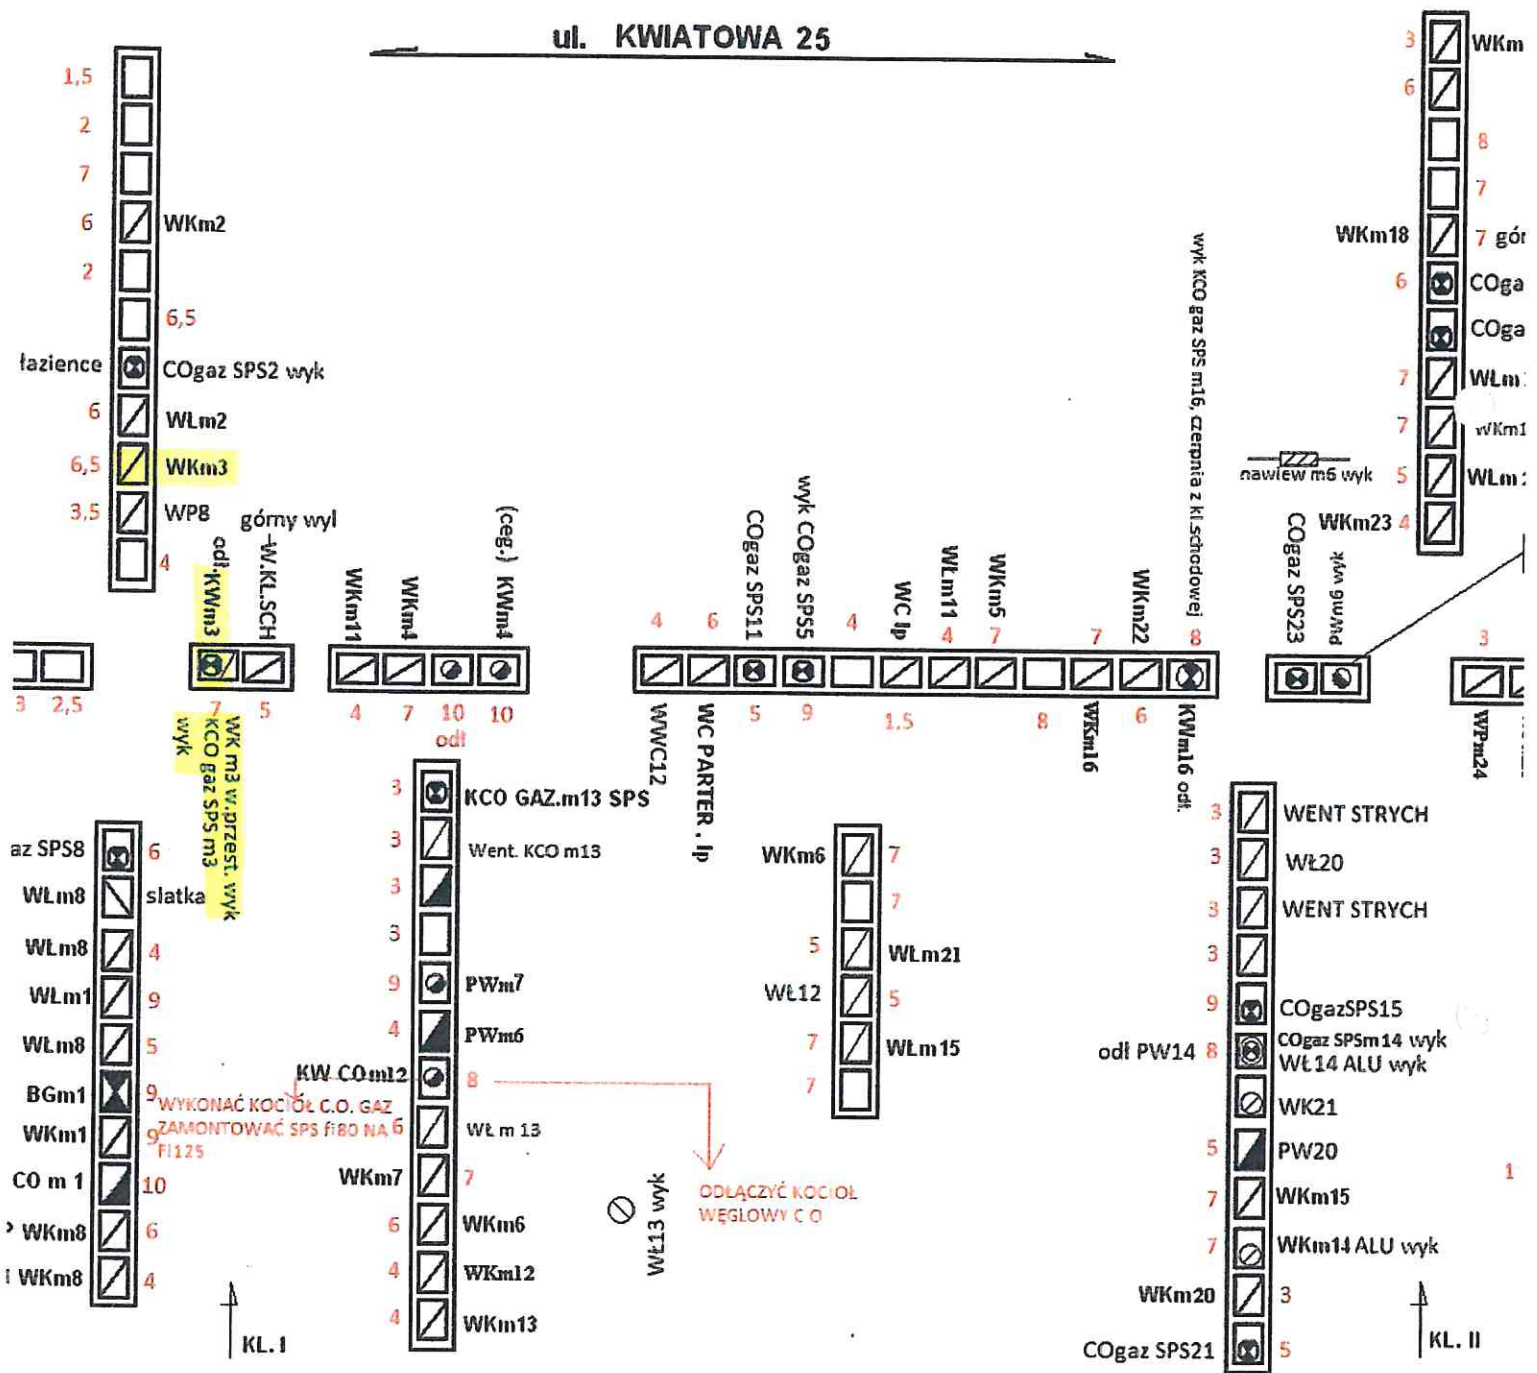 ul. KWIATOWA 25
1,5
2
7
6 WKm2
2
6,5
łazience COgaz SPS2 wyk
6 WŁm2
6,5 WKm3
3,5 WP8
4
3 WKm
6
8
7
WKm18 7 gór
6 COga
COga
7 WŁm
7 WKm1
5 WŁm
WKm23 4
nawiew m6 wyk
3 2,5
odł.KWm3
górny wyl
W.KL.SCH
7 5
WK m3 w.przest. wyk
KCO gaz SPS m3
wyk
WKm11
WKm4
(ceg.) KWm4
4 7 10 10
odł
4 6
COgaz SPS11
wyk COgaz SPS5
4
WC Ip
WŁm11
4
WKm5
7
7
WKm22
wyk KCO gaz SPS m16, czerpnia z kl.schodowej
8
WWC12
WC PARTER . Ip
5 9 1,5 8
WKm16
6
KWm16 odł.
COgaz SPS23
PWm6 wyk
3
WPm24
az SPS8 6
WŁm8 siatka
WŁm8 4
WŁm1 9
WŁm8 5
BGm1 9
WKm1 9
CO m 1 10
WKm8 6
WKm8 4
KL. I
3 KCO GAZ.m13 SPS
3 Went. KCO m13
3
3
9 PWm7
4 PWm6
KW COm12 8
6 WŁ m 13
WKm7 7
6 WKm6
4 WKm12
4 WKm13
WYKONAĆ KOCIOŁ C.O. GAZ
ZAMONTOWAĆ SPS fi80 NA
FI125
ODŁĄCZYĆ KOCIOŁ
WĘGLOWY C O
WŁ13 wyk
WKm6 7
7
5 WŁm21
WŁ12 5
7 WŁm15
7
3 WENT STRYCH
3 WŁ20
3 WENT STRYCH
3
9 COgazSPS15
odł PW14 8 COgaz SPSm14 wyk
WŁ14 ALU wyk
WK21
5 PW20
7 WKm15
7 WKm14 ALU wyk
WKm20 3
COgaz SPS21 5
1
KL. II